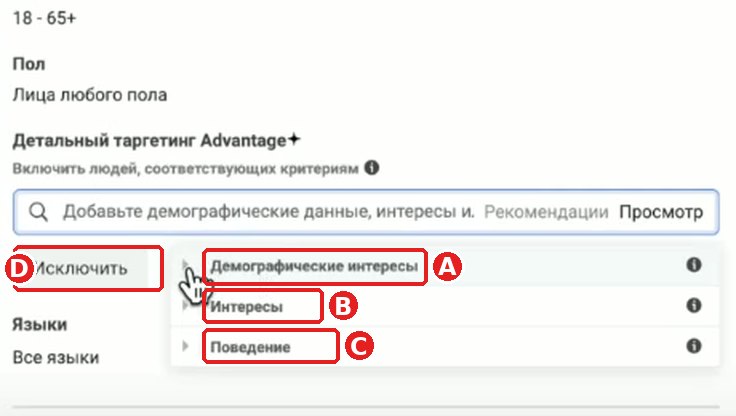 18 - 65+
Пол
Лица любого пола
Детальный таргетинг Advantage+
Включить людей, соответствующих критериям
Добавьте демографические данные, интересы и. Рекомендации Просмотр
D Исключить
Демографические интересы A
Интересы B
Поведение C
Языки
Все языки